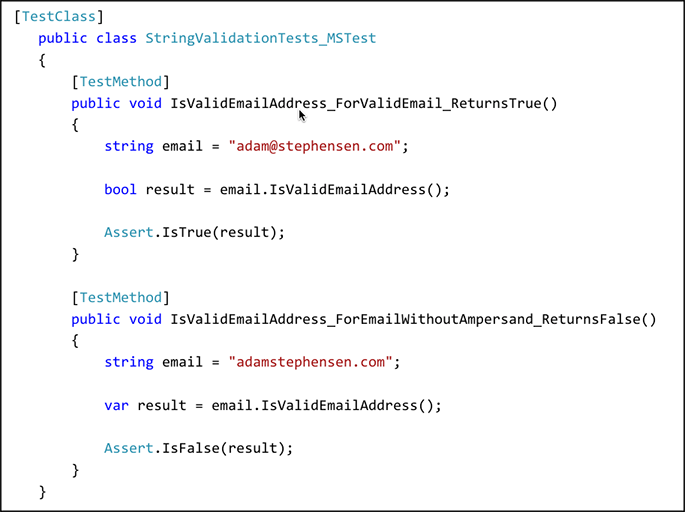 [TestClass]
public class StringValidationTests_MSTest
{
[TestMethod]
public void IsValidEmailAddress_ForValidEmail_ReturnsTrue()
{
string email = "adam@stephensen.com";
bool result = email.IsValidEmailAddress();
Assert.IsTrue(result);
}
[TestMethod]
public void IsValidEmailAddress_ForEmailWithoutAmpersand_ReturnsFalse()
{
string email = "adamstephensen.com";
var result = email.IsValidEmailAddress();
Assert.IsFalse(result);
}
}